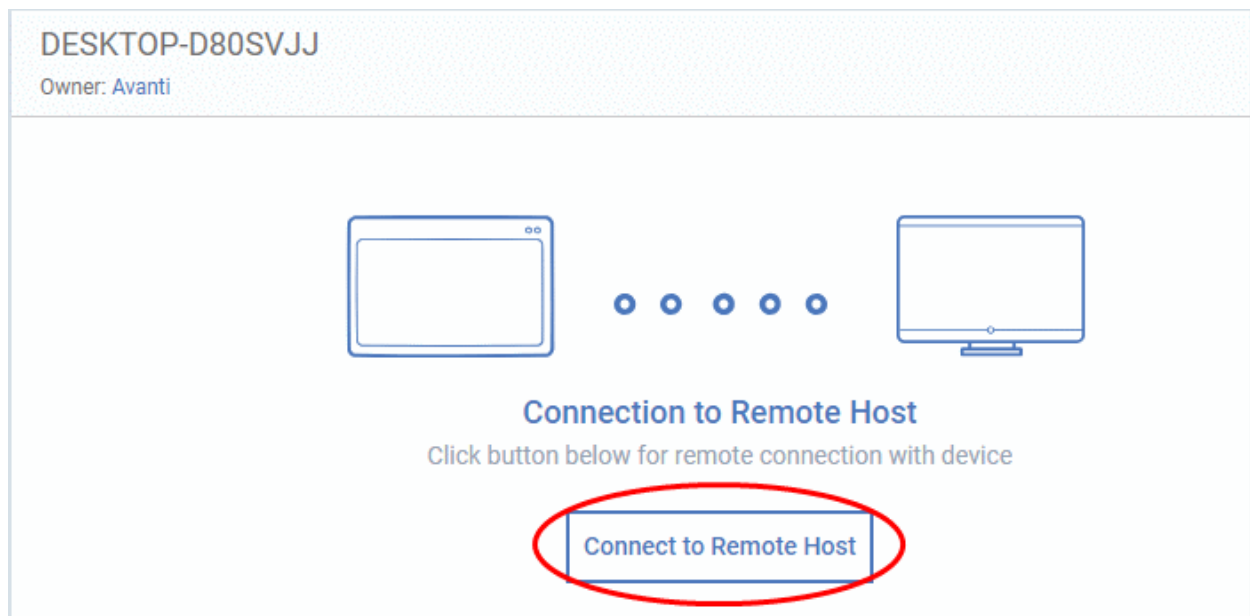 DESKTOP-D80SVJJ
Owner: Avanti
Connection to Remote Host
Click button below for remote connection with device
Connect to Remote Host